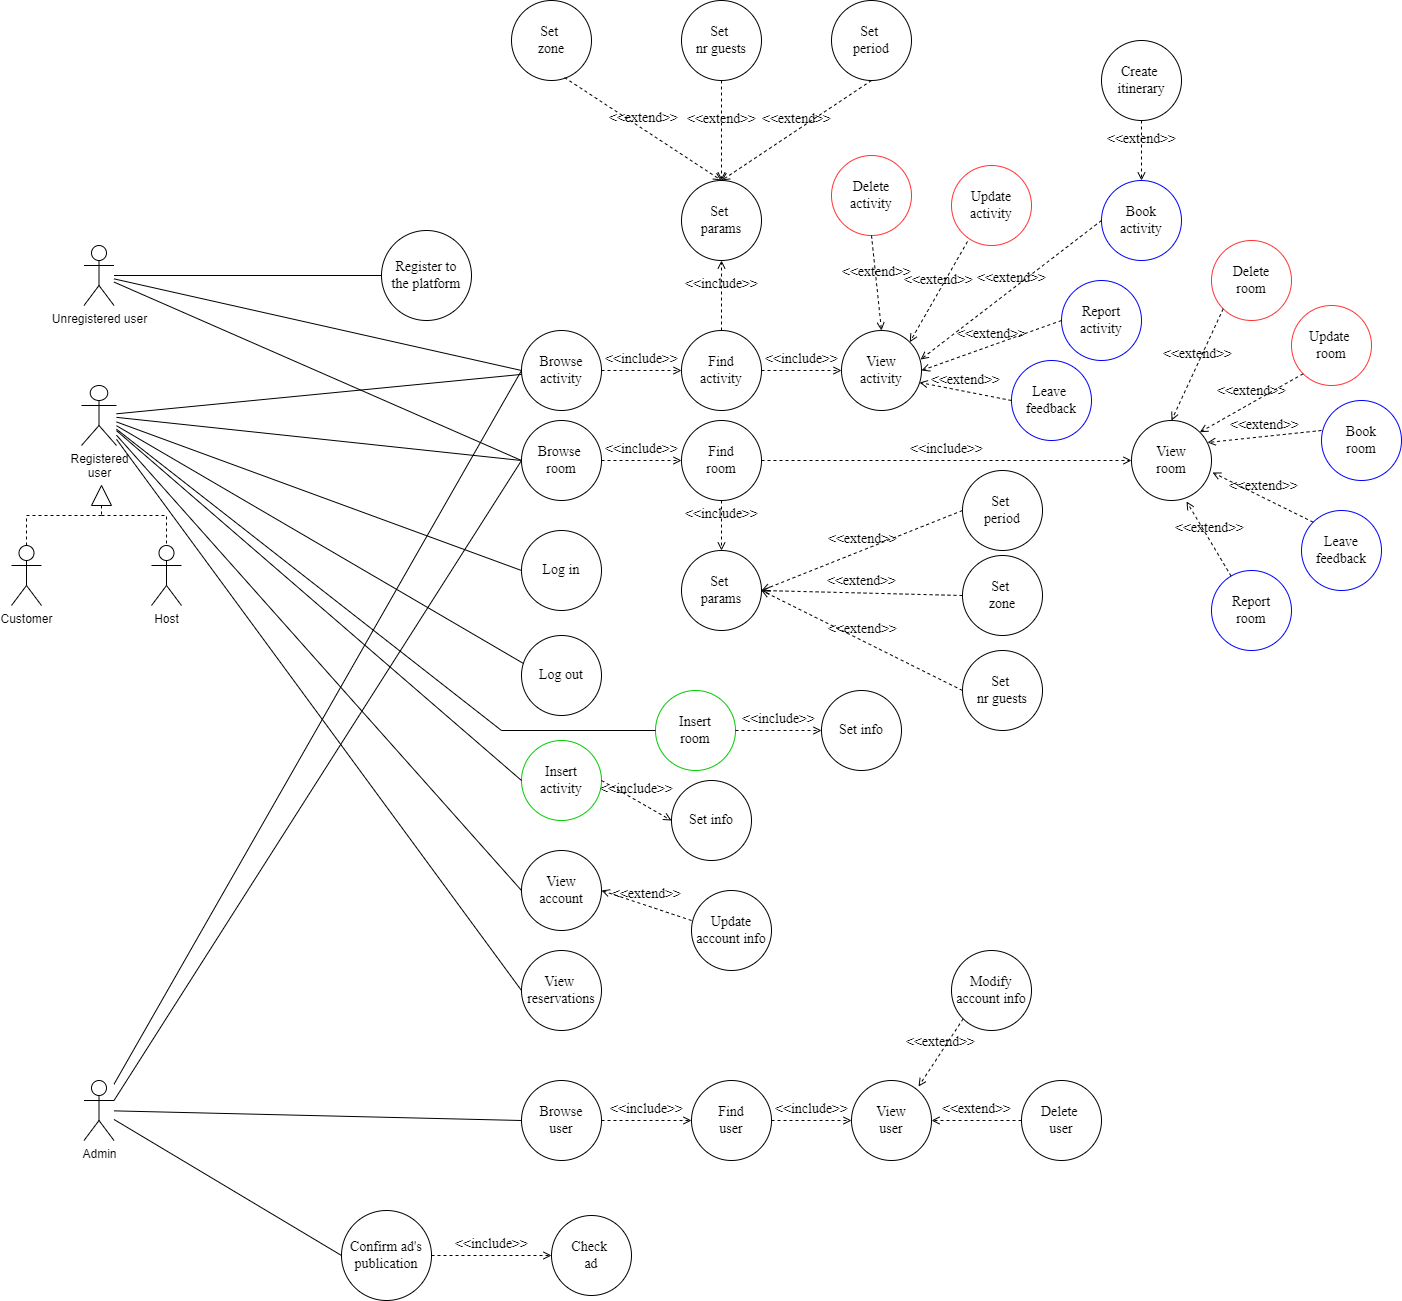 Set
zone
Set
nr guests
Set
period
Create
itinerary
<<extend>>
<<extend>>
<<extend>>
<<extend>>
Delete
activity
Update
activity
Book
activity
Set
params
Register to
the platform
Unregistered user
<<extend>>
<<extend>>
<<extend>>
<<include>>
Delete
room
Report
activity
<<extend>>
Update
room
<<extend>>
Browse
activity
<<include>>
Find
activity
<<include>>
View
activity
<<extend>>
Leave
feedback
<<extend>>
Registered
user
Browse
room
<<include>>
Find
room
<<include>>
View
room
<<extend>>
Book
room
<<extend>>
<<include>>
Set
period
<<extend>>
<<extend>>
Leave
feedback
Customer
Host
Log in
Set
params
<<extend>>
Set
zone
<<extend>>
Report
room
Log out
Set
nr guests
Insert
room
<<include>>
Set info
Insert
activity
<<include>>
Set info
View
account
<<extend>>
Update
account info
View
reservations
Modify
account info
<<extend>>
Admin
Browse
user
<<include>>
Find
user
<<include>>
View
user
<<extend>>
Delete
user
Confirm ad's
publication
<<include>>
Check
ad